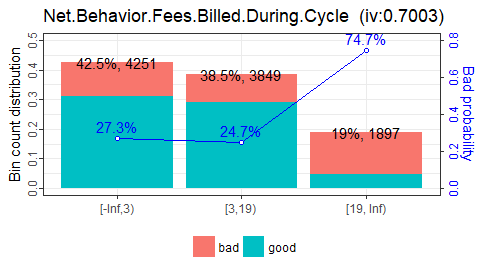 Net.Behavior.Fees.Billed.During.Cycle (iv:0.7003)
Bin count distribution
0.5
0.4
0.3
0.2
0.1
0.0
42.5%, 4251
38.5%, 3849
19%, 1897
27.3%
24.7%
74.7%
0.8
0.6
0.4
0.2
0.0
Bad probability
[-Inf,3)
[3,19)
[19, Inf)
bad
good